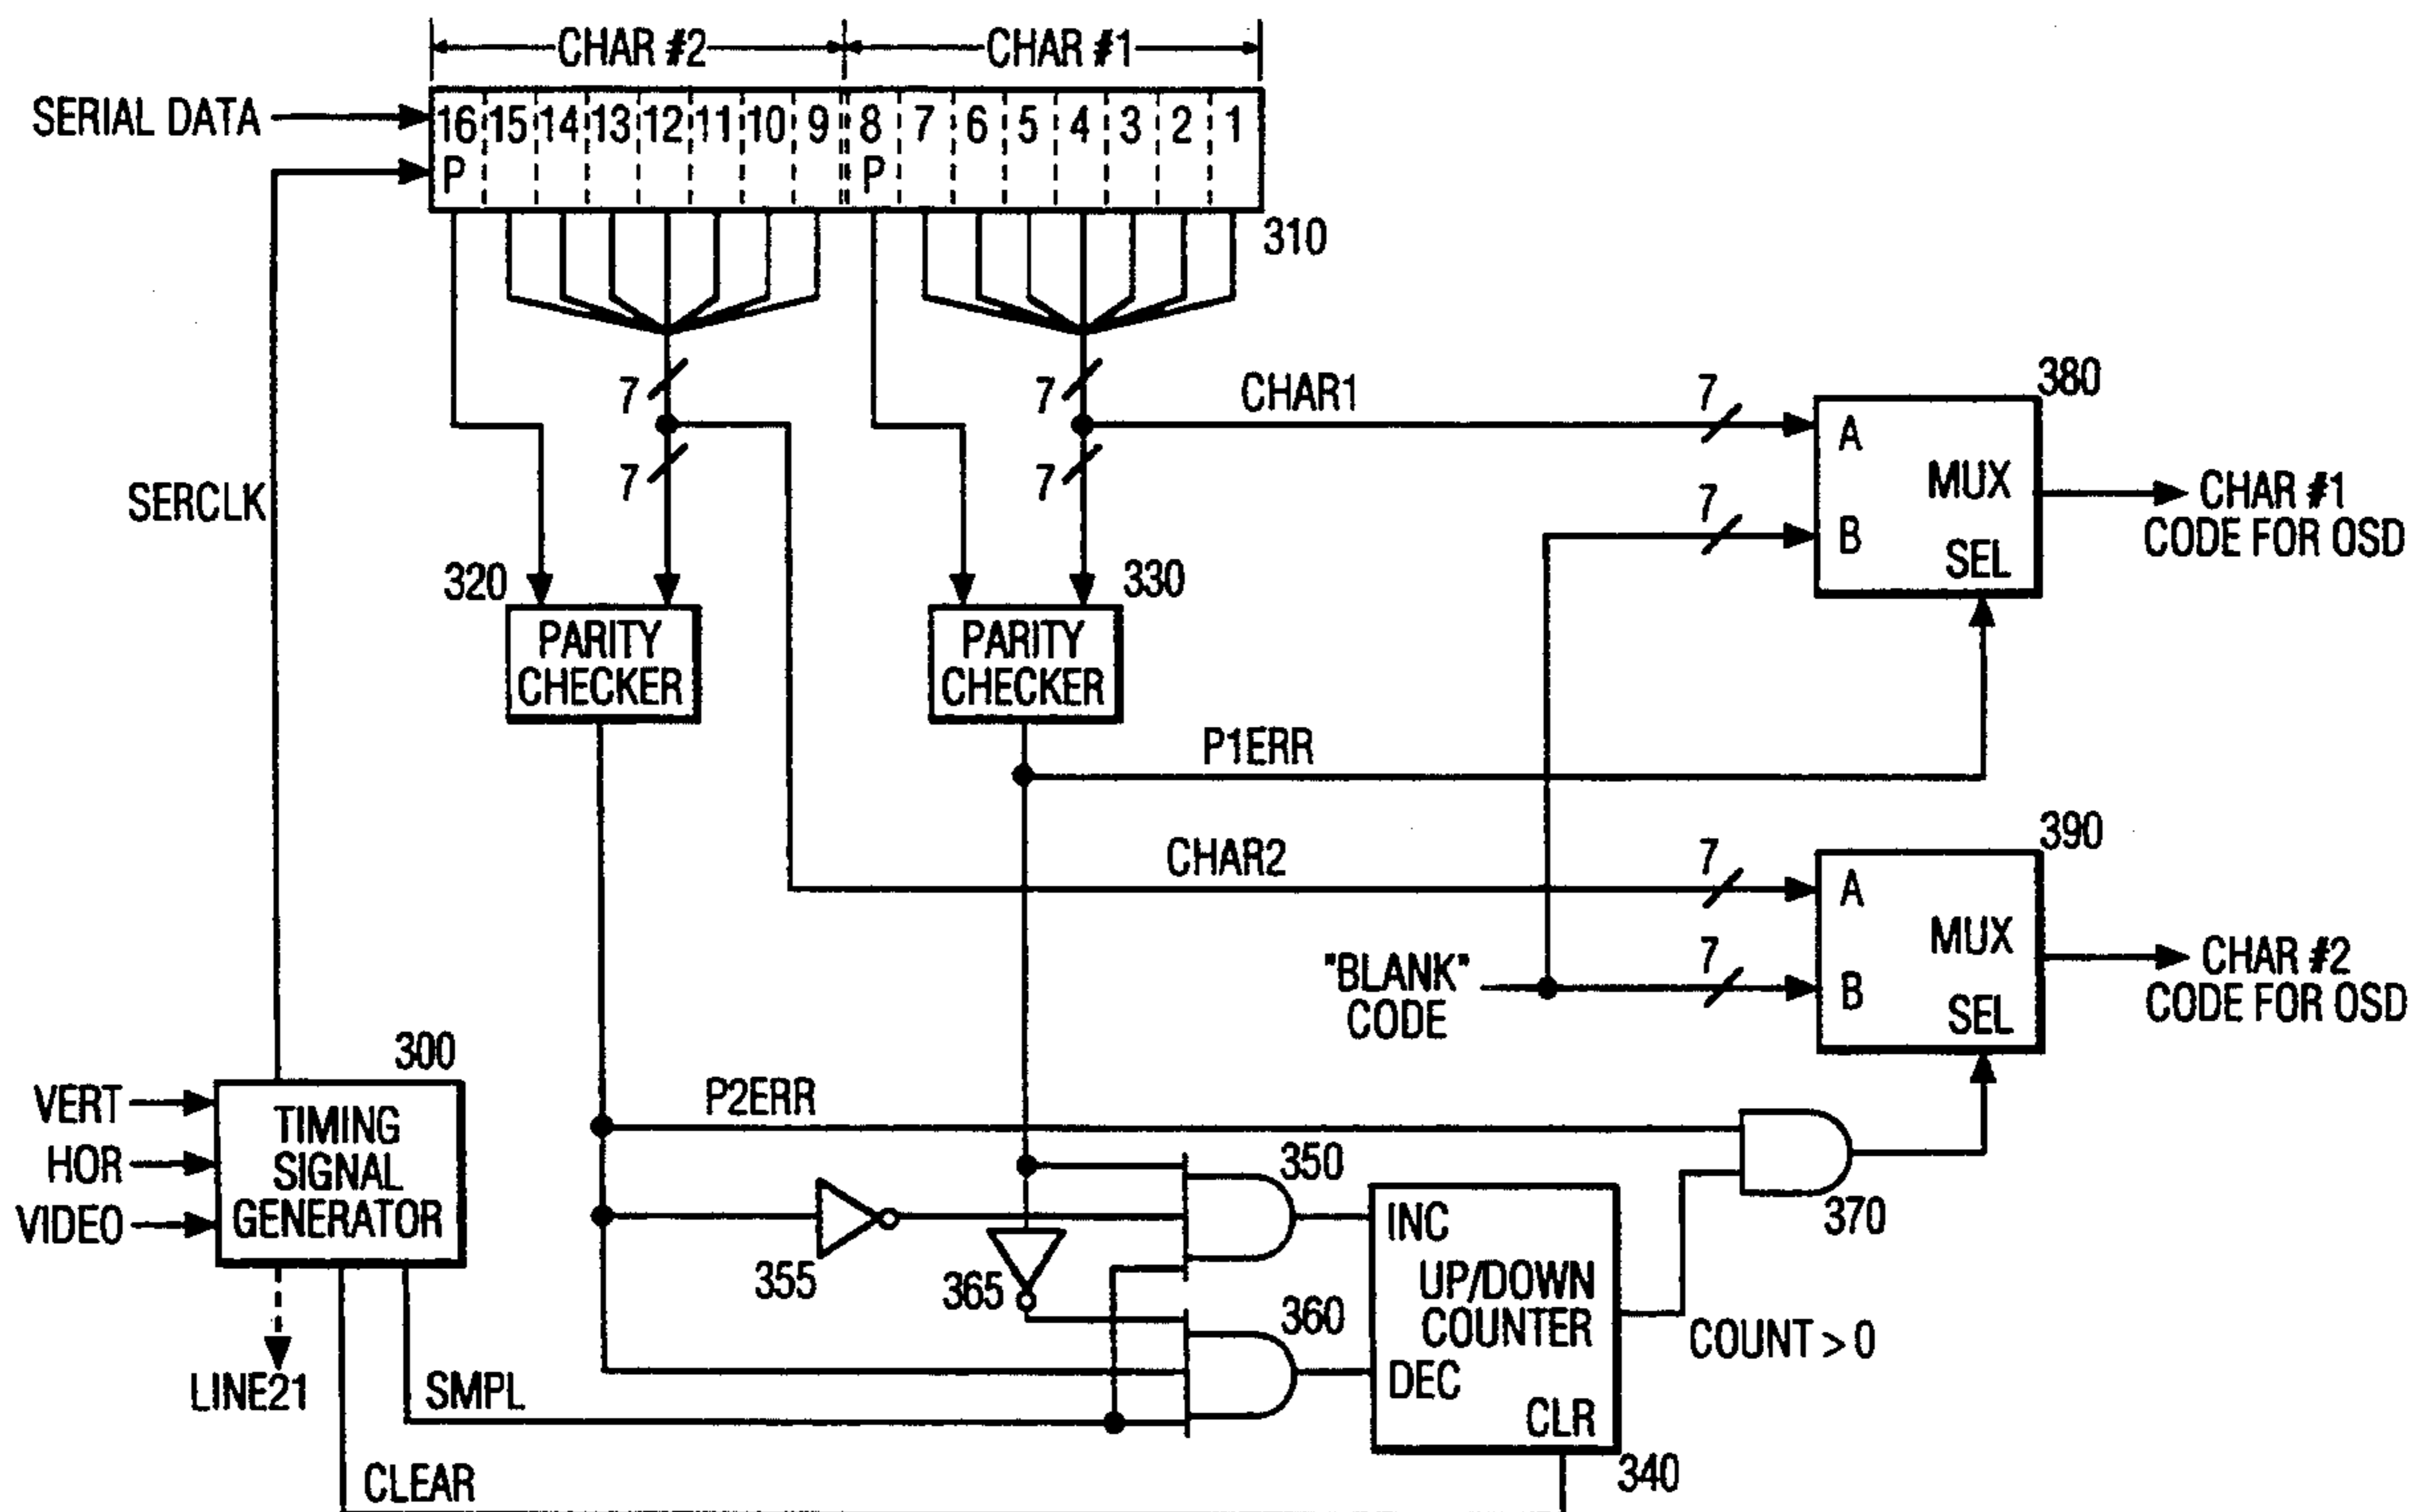 CHAR #2
CHAR #1
SERIAL DATA
16 15 14 13 12 11 10 9 8 7 6 5 4 3 2 1
P
P
310
7
7
CHAR1
7
380
A
7
7
7
MUX
CHAR #1
SERCLK
B
CODE FOR OSD
SEL
320
330
PARITY
CHECKER
PARITY
CHECKER
P1ERR
390
CHAR2
7
A
MUX
"BLANK"
CODE
7
B
CHAR #2
CODE FOR OSD
SEL
300
VERT
HOR
VIDEO
TIMING
SIGNAL
GENERATOR
P2ERR
350
370
355
365
360
INC
UP/DOWN
COUNTER
DEC
CLR
COUNT > 0
LINE21
SMPL
CLEAR
340